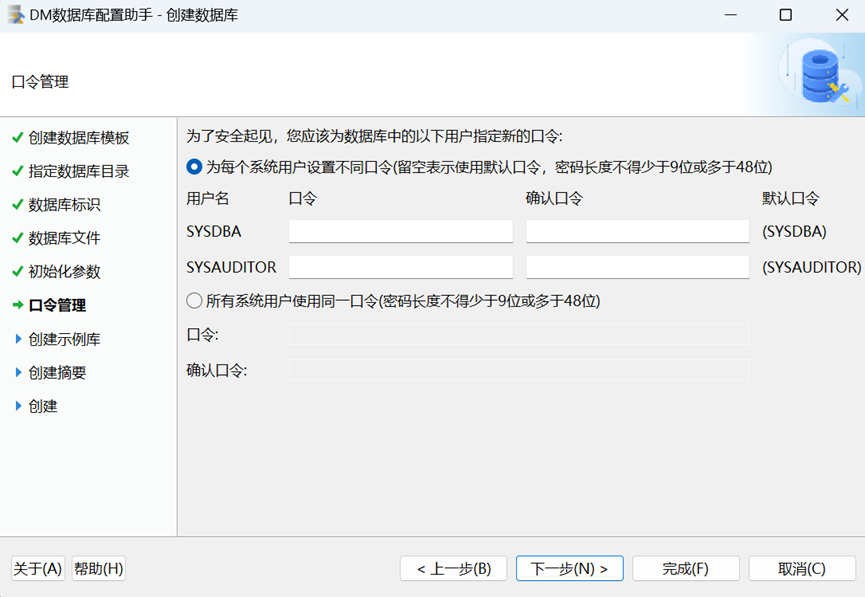 DM数据库配置助手 - 创建数据库
口令管理
创建数据库模板
指定数据库目录
数据库标识
数据库文件
初始化参数
口令管理
创建示例库
创建摘要
创建
为了安全起见，您应该为数据库中的以下用户指定新的口令:
为每个系统用户设置不同口令(留空表示使用默认口令，密码长度不得少于9位或多于48位)
用户名 口令 确认口令 默认口令
SYSDBA (SYSDBA)
SYSAUDITOR (SYSAUDITOR)
所有系统用户使用同一口令(密码长度不得少于9位或多于48位)
口令:
确认口令:
关于(A) 帮助(H) < 上一步(B) 下一步(N) > 完成(F) 取消(C)